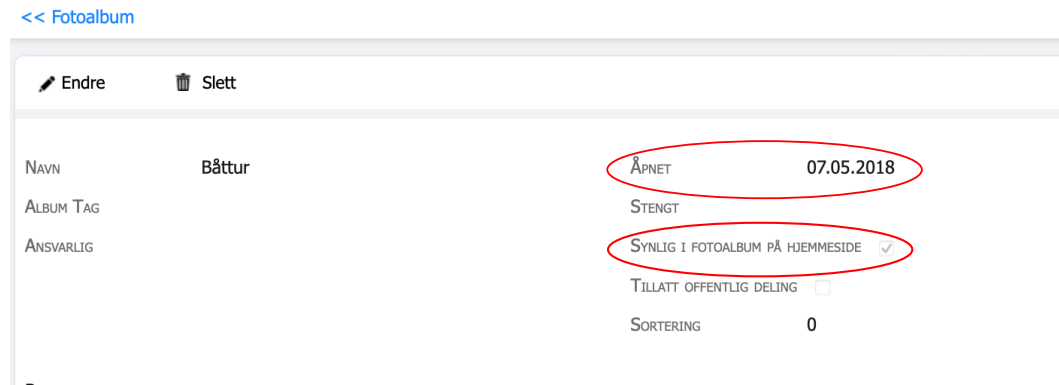 << Fotoalbum
Endre Slett
Navn Båttur
Åpnet 07.05.2018
Album Tag
Stengt
Ansvarlig
Synlig i fotoalbum på hjemmeside
Tillatt offentlig deling
Sortering 0